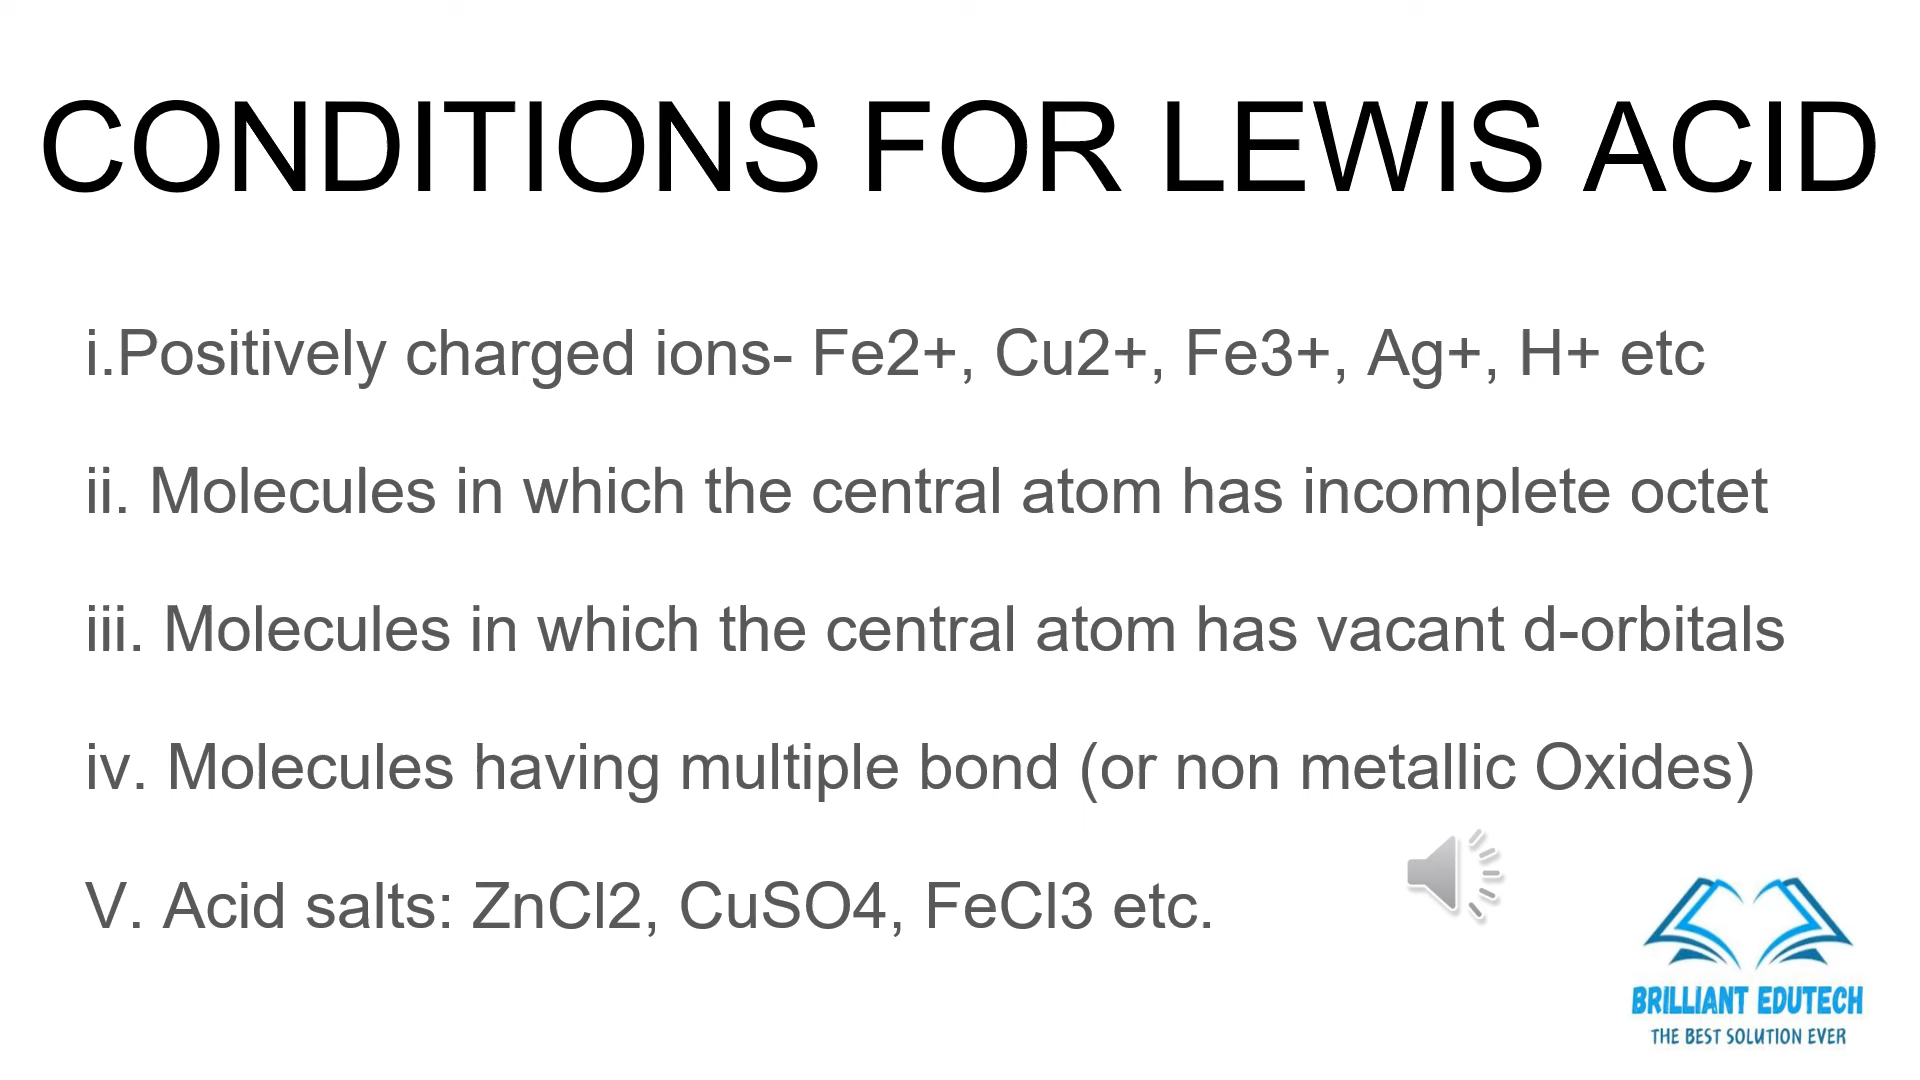 CONDITIONS FOR LEWIS ACID
i.Positively charged ions- Fe2+, Cu2+, Fe3+, Ag+, H+ etc
ii. Molecules in which the central atom has incomplete octet
iii. Molecules in which the central atom has vacant d-orbitals
iv. Molecules having multiple bond (or non metallic Oxides)
V. Acid salts: ZnCl2, CuSO4, FeCl3 etc.
BRILLIANT EDUTECH
THE BEST SOLUTION EVER